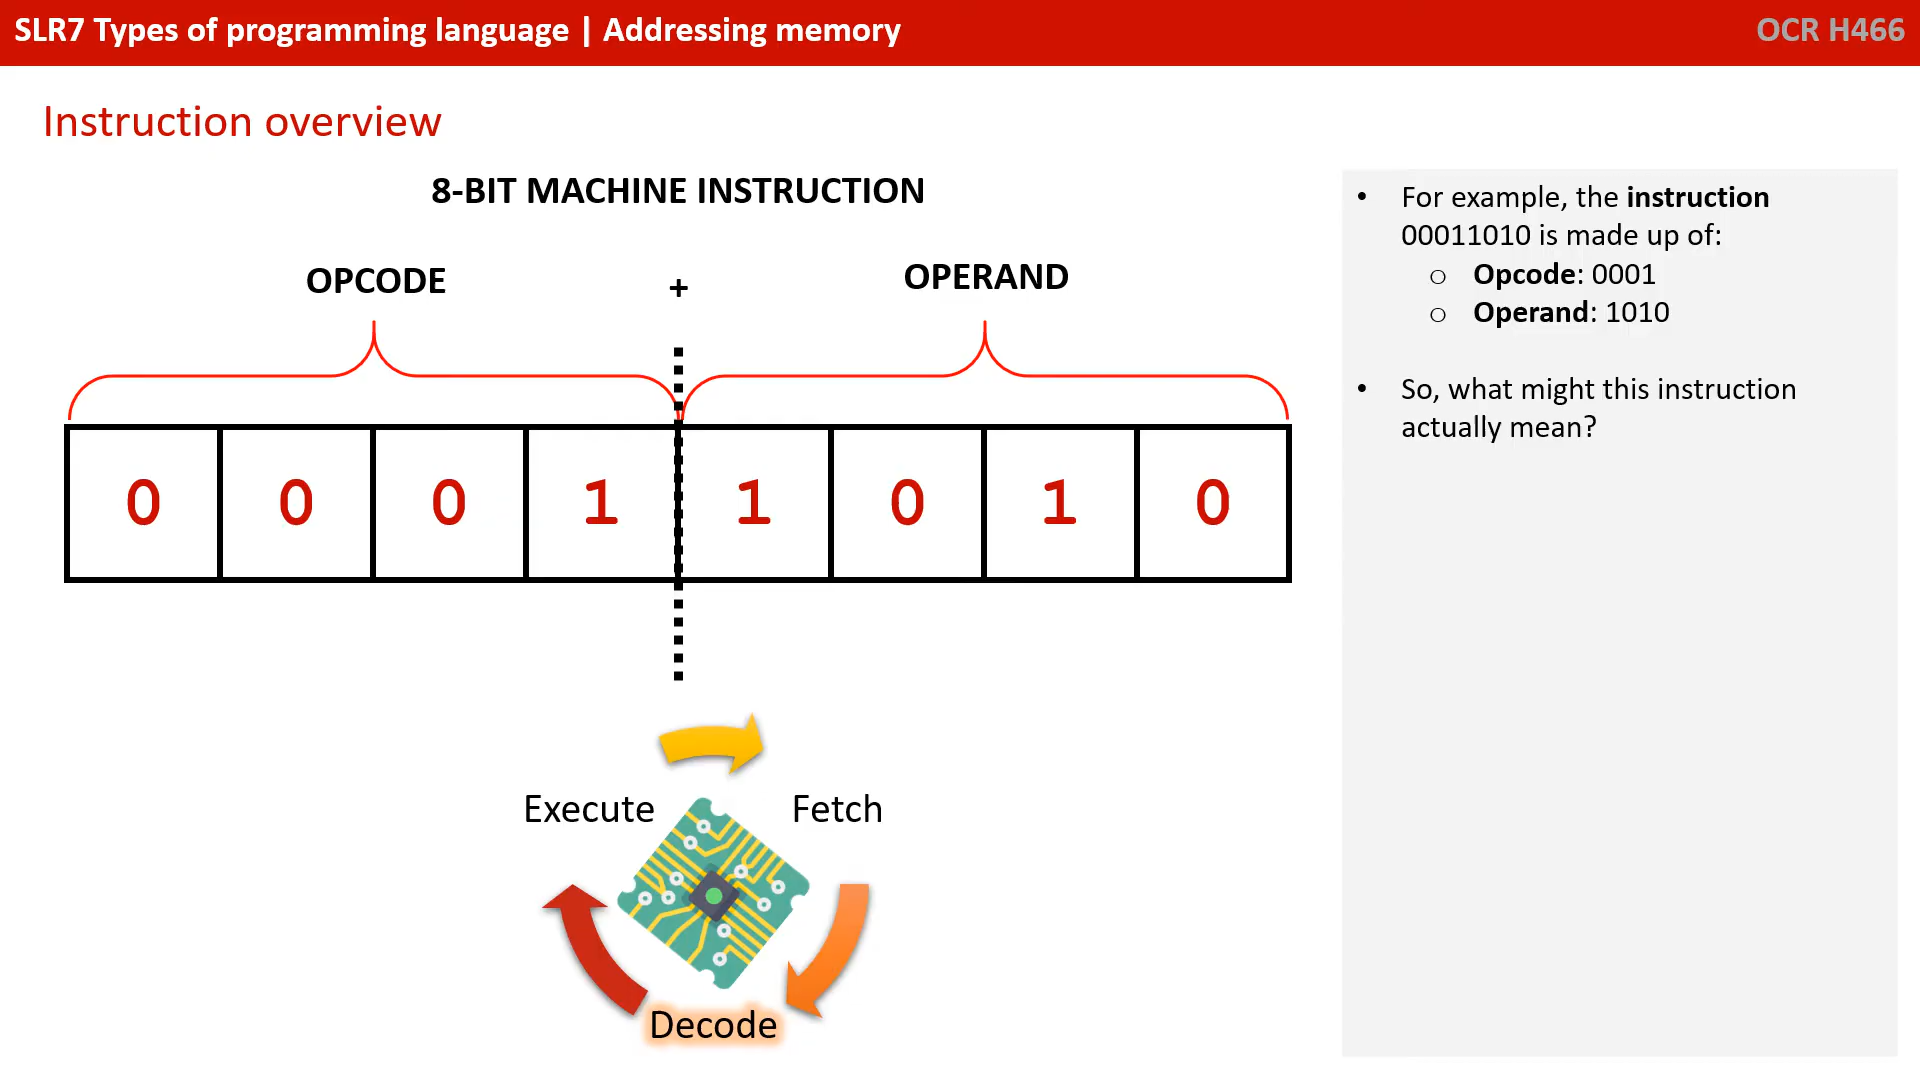 SLR7 Types of programming language | Addressing memory
OCR H466
Instruction overview
8-BIT MACHINE INSTRUCTION
OPCODE + OPERAND
0 0 0 1 1 0 1 0
Execute
Fetch
Decode
• For example, the instruction
00011010 is made up of:
o Opcode: 0001
o Operand: 1010
• So, what might this instruction
actually mean?